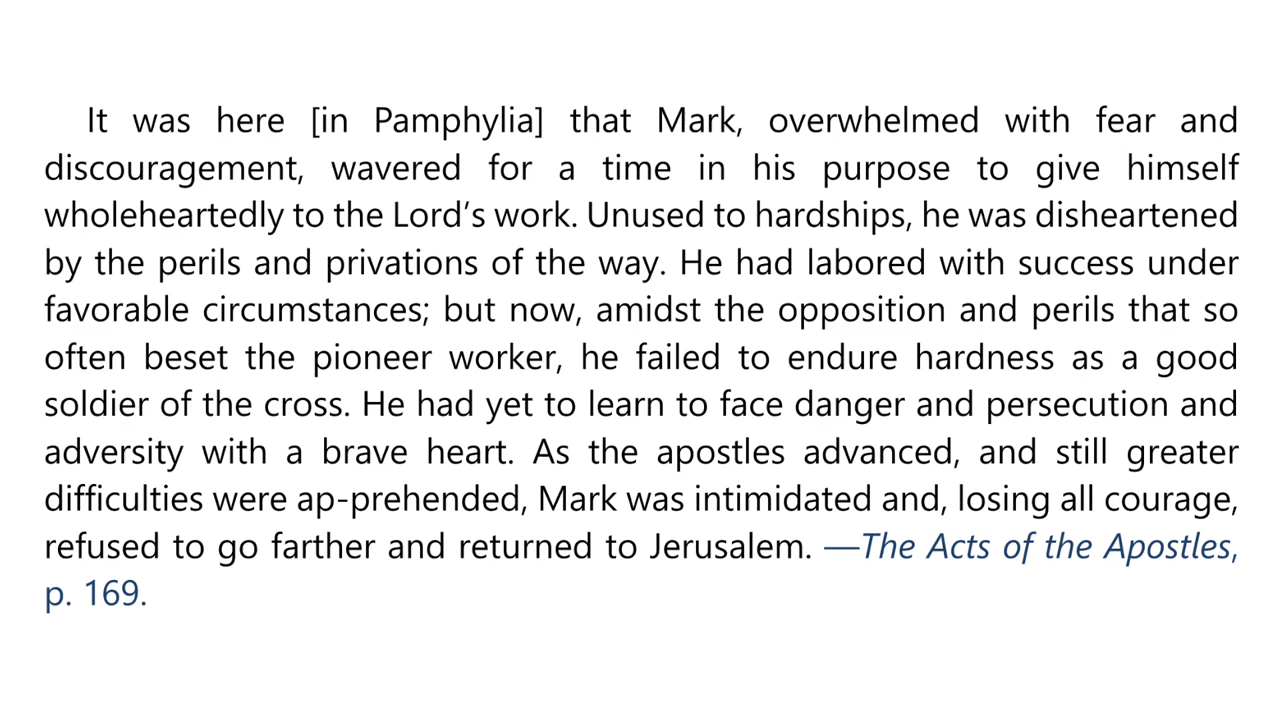 It was here [in Pamphylia] that Mark, overwhelmed with fear and
discouragement, wavered for a time in his purpose to give himself
wholeheartedly to the Lord’s work. Unused to hardships, he was disheartened
by the perils and privations of the way. He had labored with success under
favorable circumstances; but now, amidst the opposition and perils that so
often beset the pioneer worker, he failed to endure hardness as a good
soldier of the cross. He had yet to learn to face danger and persecution and
adversity with a brave heart. As the apostles advanced, and still greater
difficulties were ap-prehended, Mark was intimidated and, losing all courage,
refused to go farther and returned to Jerusalem. —The Acts of the Apostles,
p. 169.